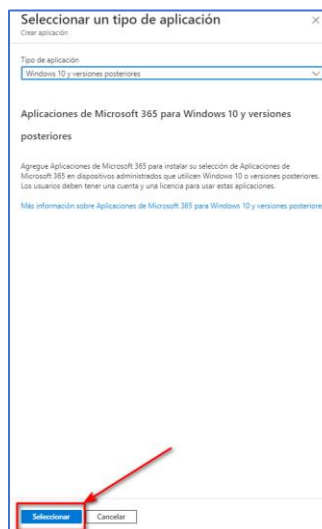 Seleccionar un tipo de aplicación
Crear aplicación
Tipo de aplicación
Windows 10 y versiones posteriores
Aplicaciones de Microsoft 365 para Windows 10 y versiones
posteriores
Agregue Aplicaciones de Microsoft 365 para instalar su selección de Aplicaciones de
Microsoft 365 en dispositivos administrados que utilicen Windows 10 o versiones posteriores.
Los usuarios deben tener una cuenta y una licencia para usar estas aplicaciones.
Más información sobre Aplicaciones de Microsoft 365 para Windows 10 y versiones posteriore
Seleccionar
Cancelar